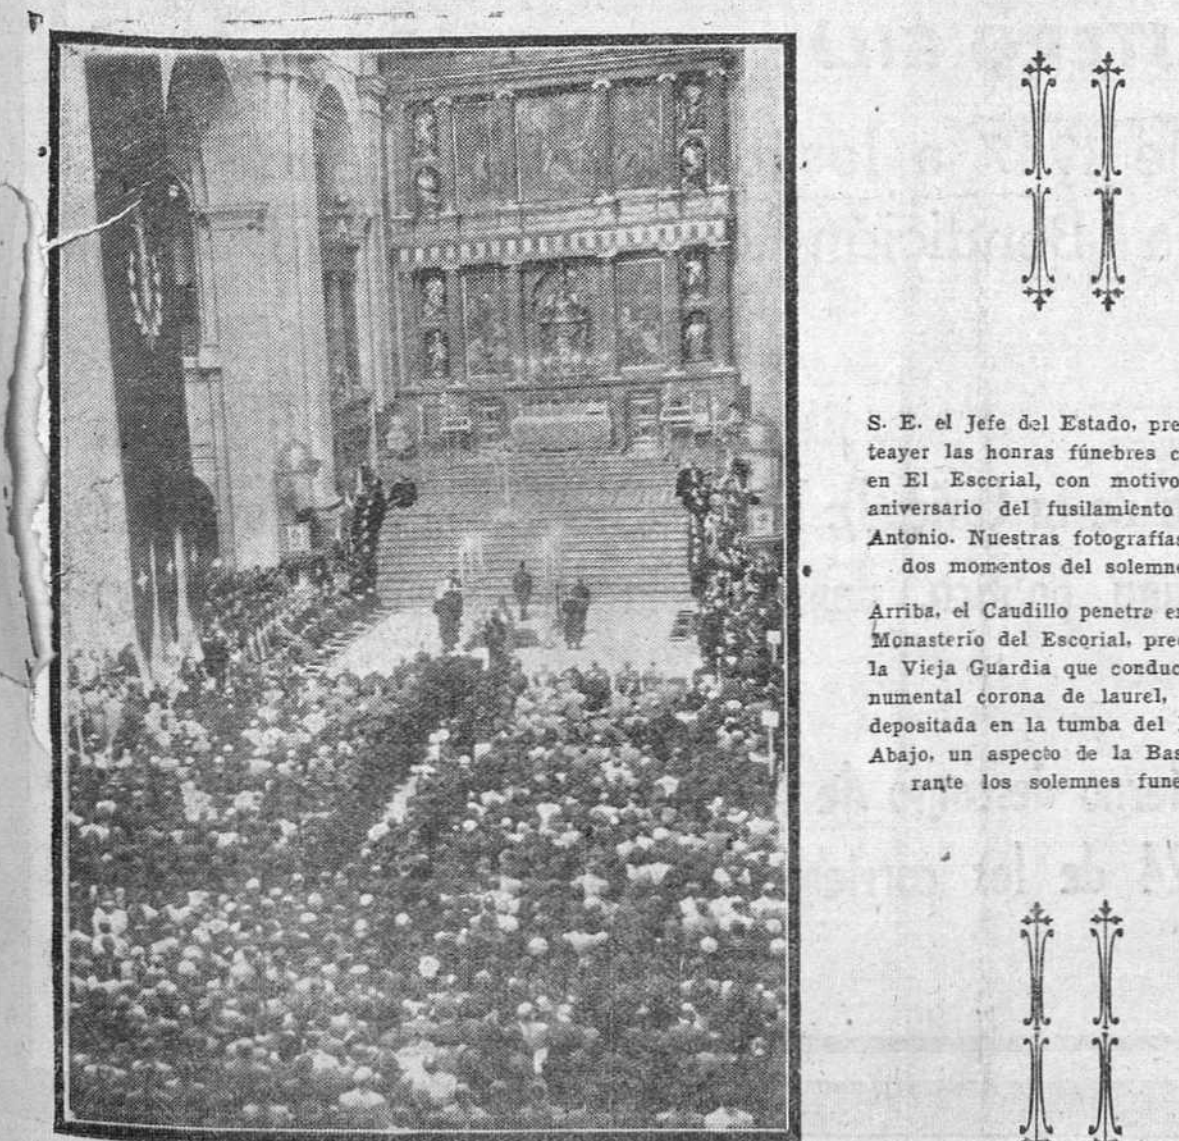 S. E. el Jefe del Estado, pre
teayer las honras fúnebres c
en El Esccrial, con motivo
aniversario del fusilamiento
Antonio. Nuestras fotografías
dos momentos del solemne
Arriba, el Caudillo penetre en
Monasterio del Escorial, pre
la Vieja Guardia que conduc
numental corona de laurel,
depositada en la tumba del
Abajo, un aspecto de la Bas
rante los solemnes fune